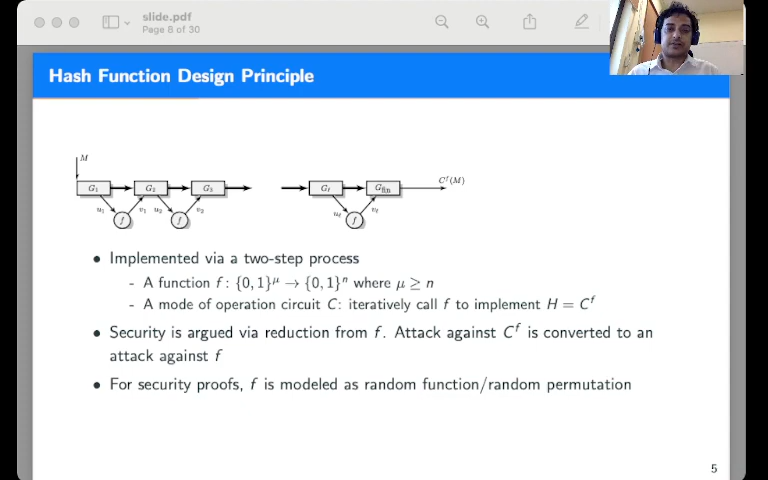 slide.pdf
Page 8 of 30
Hash Function Design Principle
M
G₁ G₂ G₃ Gℓ G_fin C^f(M)
u₁ v₁ u₂ v₂ uℓ vℓ
f f f
• Implemented via a two-step process
- A function f : {0, 1}^μ → {0, 1}^n where μ ≥ n
- A mode of operation circuit C: iteratively call f to implement H = C^f
• Security is argued via reduction from f. Attack against C^f is converted to an
attack against f
• For security proofs, f is modeled as random function/random permutation
5